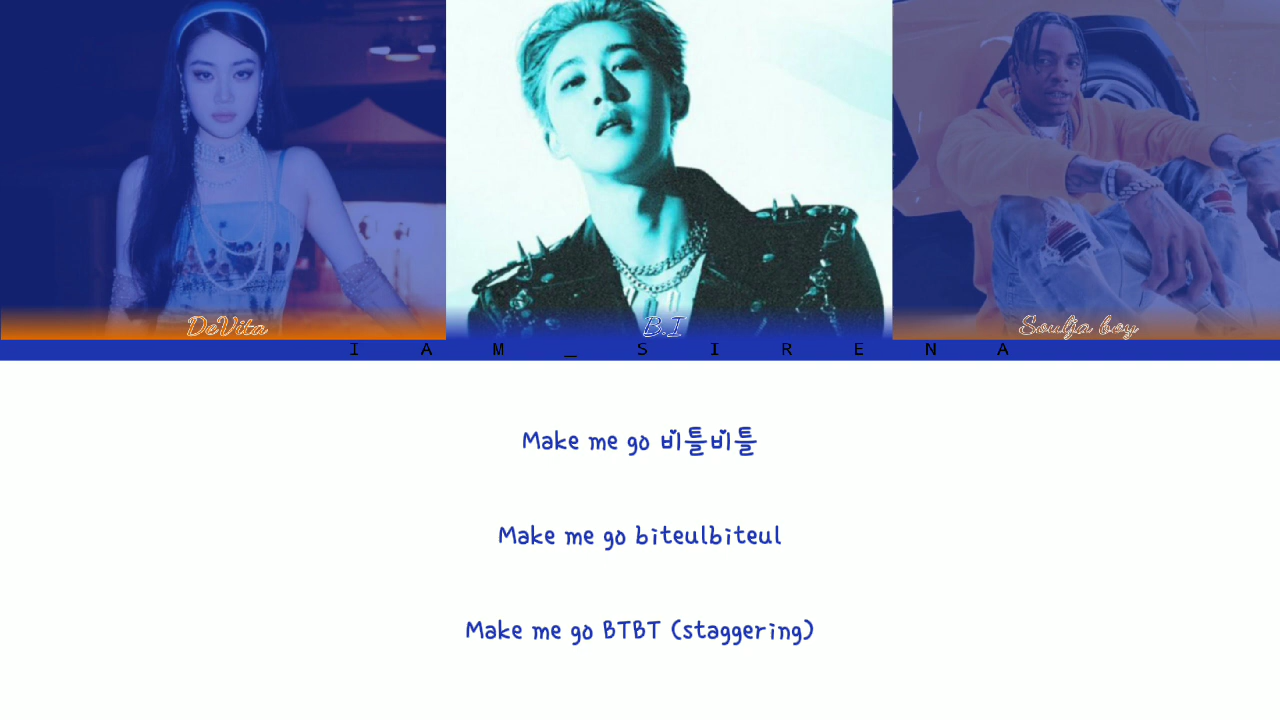 DeVita
B.I
Soulja boy
I A M _ S I R E N A
Make me go 비틀비틀
Make me go biteulbiteul
Make me go BTBT (staggering)